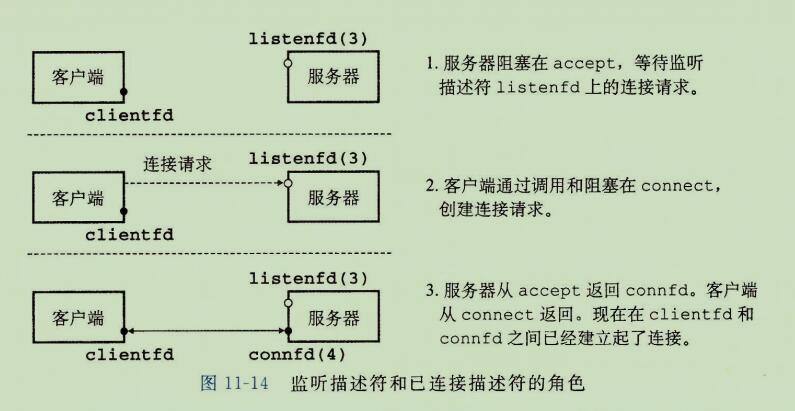 listenfd(3)
客户端
服务器
clientfd
1. 服务器阻塞在 accept，等待监听
描述符 listenfd 上的连接请求。
连接请求
listenfd(3)
客户端
服务器
clientfd
2. 客户端通过调用和阻塞在 connect，
创建连接请求。
listenfd(3)
客户端
服务器
clientfd
connfd(4)
3. 服务器从 accept 返回 connfd。客户端
从 connect 返回。现在在 clientfd 和
connfd 之间已经建立起了连接。
图 11-14 监听描述符和已连接描述符的角色